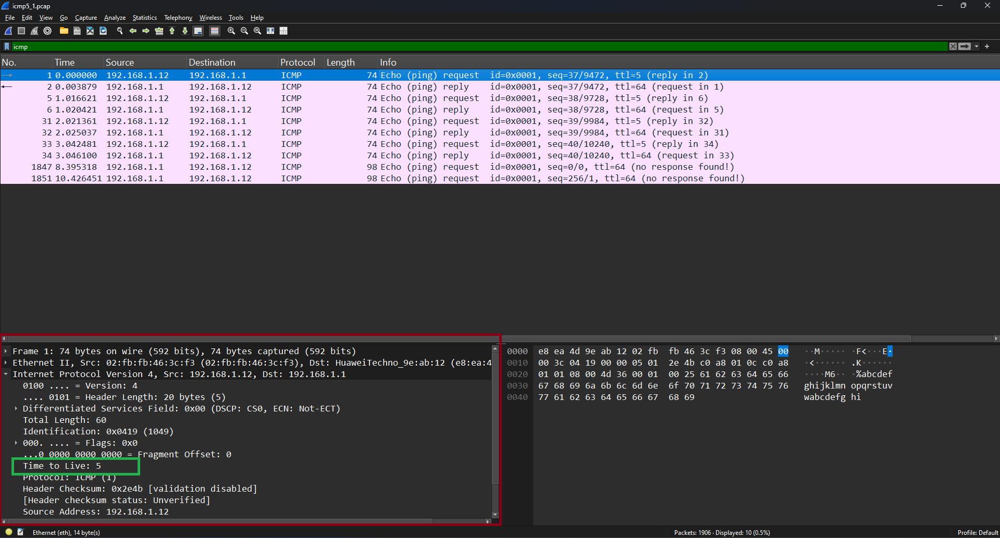 icmp5_1.pcap
File Edit View Go Capture Analyze Statistics Telephony Wireless Tools Help
icmp
No. Time Source Destination Protocol Length Info
1 0.000000 192.168.1.12 192.168.1.1 ICMP 74 Echo (ping) request id=0x0001, seq=37/9472, ttl=5 (reply in 2)
2 0.003879 192.168.1.1 192.168.1.12 ICMP 74 Echo (ping) reply id=0x0001, seq=37/9472, ttl=64 (request in 1)
5 1.016621 192.168.1.12 192.168.1.1 ICMP 74 Echo (ping) request id=0x0001, seq=38/9728, ttl=5 (reply in 6)
6 1.020421 192.168.1.1 192.168.1.12 ICMP 74 Echo (ping) reply id=0x0001, seq=38/9728, ttl=64 (request in 5)
31 2.021361 192.168.1.12 192.168.1.1 ICMP 74 Echo (ping) request id=0x0001, seq=39/9984, ttl=5 (reply in 32)
32 2.025037 192.168.1.1 192.168.1.12 ICMP 74 Echo (ping) reply id=0x0001, seq=39/9984, ttl=64 (request in 31)
33 3.042481 192.168.1.12 192.168.1.1 ICMP 74 Echo (ping) request id=0x0001, seq=40/10240, ttl=5 (reply in 34)
34 3.046100 192.168.1.1 192.168.1.12 ICMP 74 Echo (ping) reply id=0x0001, seq=40/10240, ttl=64 (request in 33)
1847 8.395318 192.168.1.1 192.168.1.12 ICMP 98 Echo (ping) request id=0x0001, seq=0/0, ttl=64 (no response found!)
1851 10.426451 192.168.1.1 192.168.1.12 ICMP 98 Echo (ping) request id=0x0001, seq=256/1, ttl=64 (no response found!)
Frame 1: 74 bytes on wire (592 bits), 74 bytes captured (592 bits)
Ethernet II, Src: 02:fb:fb:46:3c:f3 (02:fb:fb:46:3c:f3), Dst: HuaweiTechno_9e:ab:12 (e8:ea:4
Internet Protocol Version 4, Src: 192.168.1.12, Dst: 192.168.1.1
0100 .... = Version: 4
.... 0101 = Header Length: 20 bytes (5)
Differentiated Services Field: 0x00 (DSCP: CS0, ECN: Not-ECT)
Total Length: 60
Identification: 0x0419 (1049)
000. .... = Flags: 0x0
...0 0000 0000 0000 = Fragment Offset: 0
Time to Live: 5
Protocol: ICMP (1)
Header Checksum: 0x2e4b [validation disabled]
[Header checksum status: Unverified]
Source Address: 192.168.1.12
0000 e8 ea 4d 9e ab 12 02 fb fb 46 3c f3 08 00 45 00 ··M····· ·F<···E·
0010 00 3c 04 19 00 00 05 01 2e 4b c0 a8 01 0c c0 a8 ·<······ .K······
0020 01 01 08 00 4d 36 00 01 00 25 61 62 63 64 65 66 ····M6·· ·%abcdef
0030 67 68 69 6a 6b 6c 6d 6e 6f 70 71 72 73 74 75 76 ghijklmn opqrstuv
0040 77 61 62 63 64 65 66 67 68 69 wabcdefg hi
Ethernet (eth), 14 byte(s) Packets: 1906 · Displayed: 10 (0.5%) Profile: Default